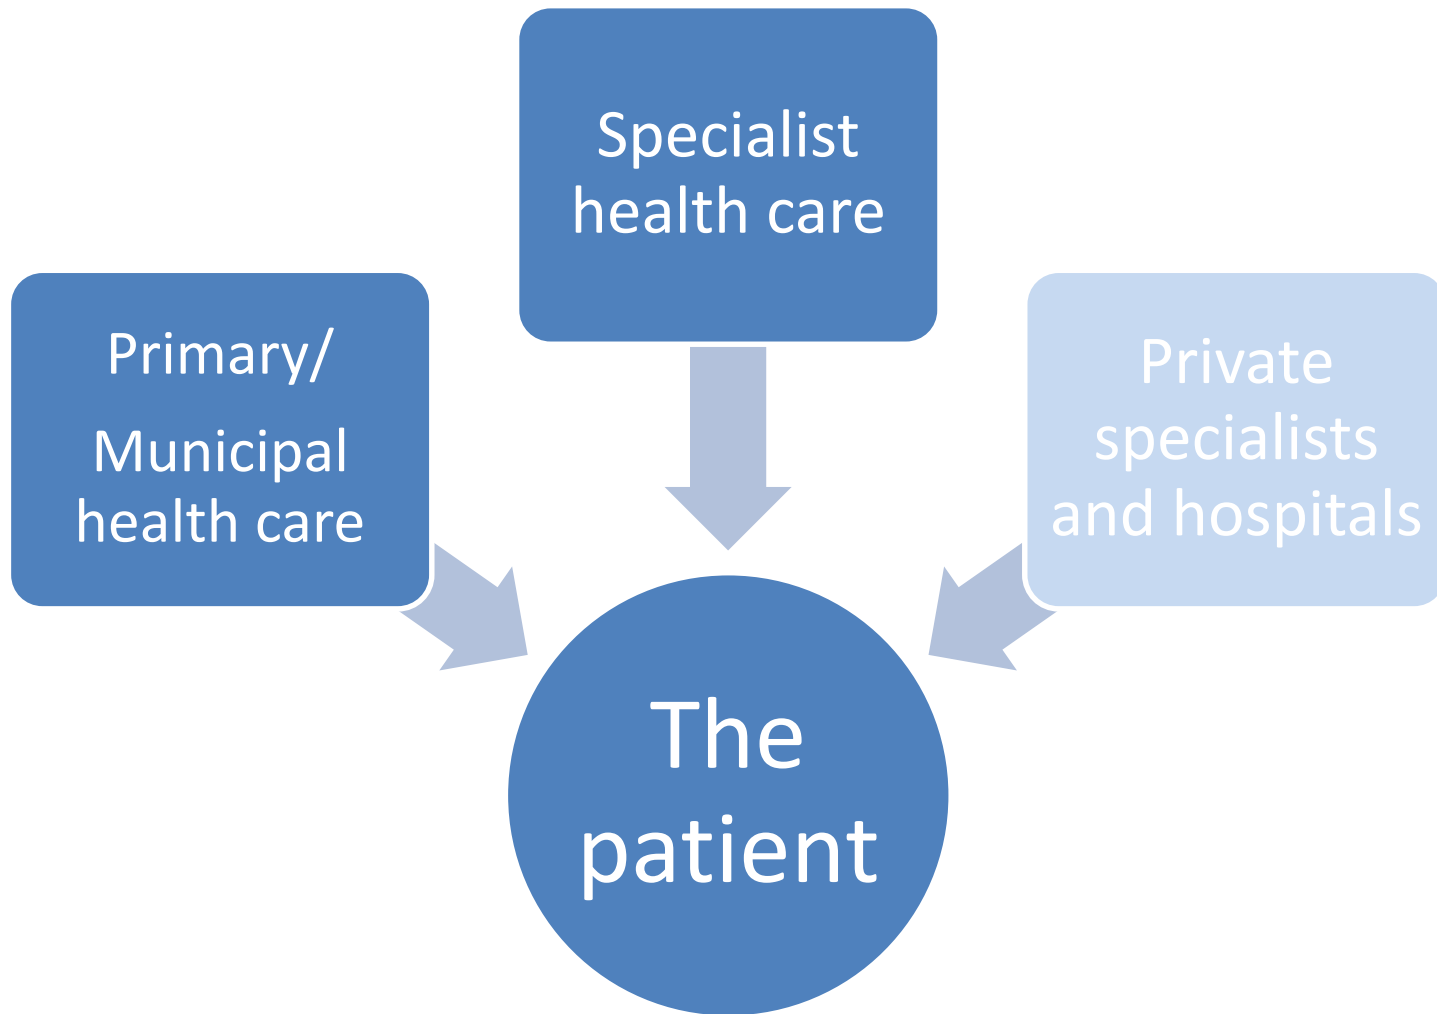 Specialist
health care
Primary/
Municipal
health care
Private
specialists
and hospitals
The
patient